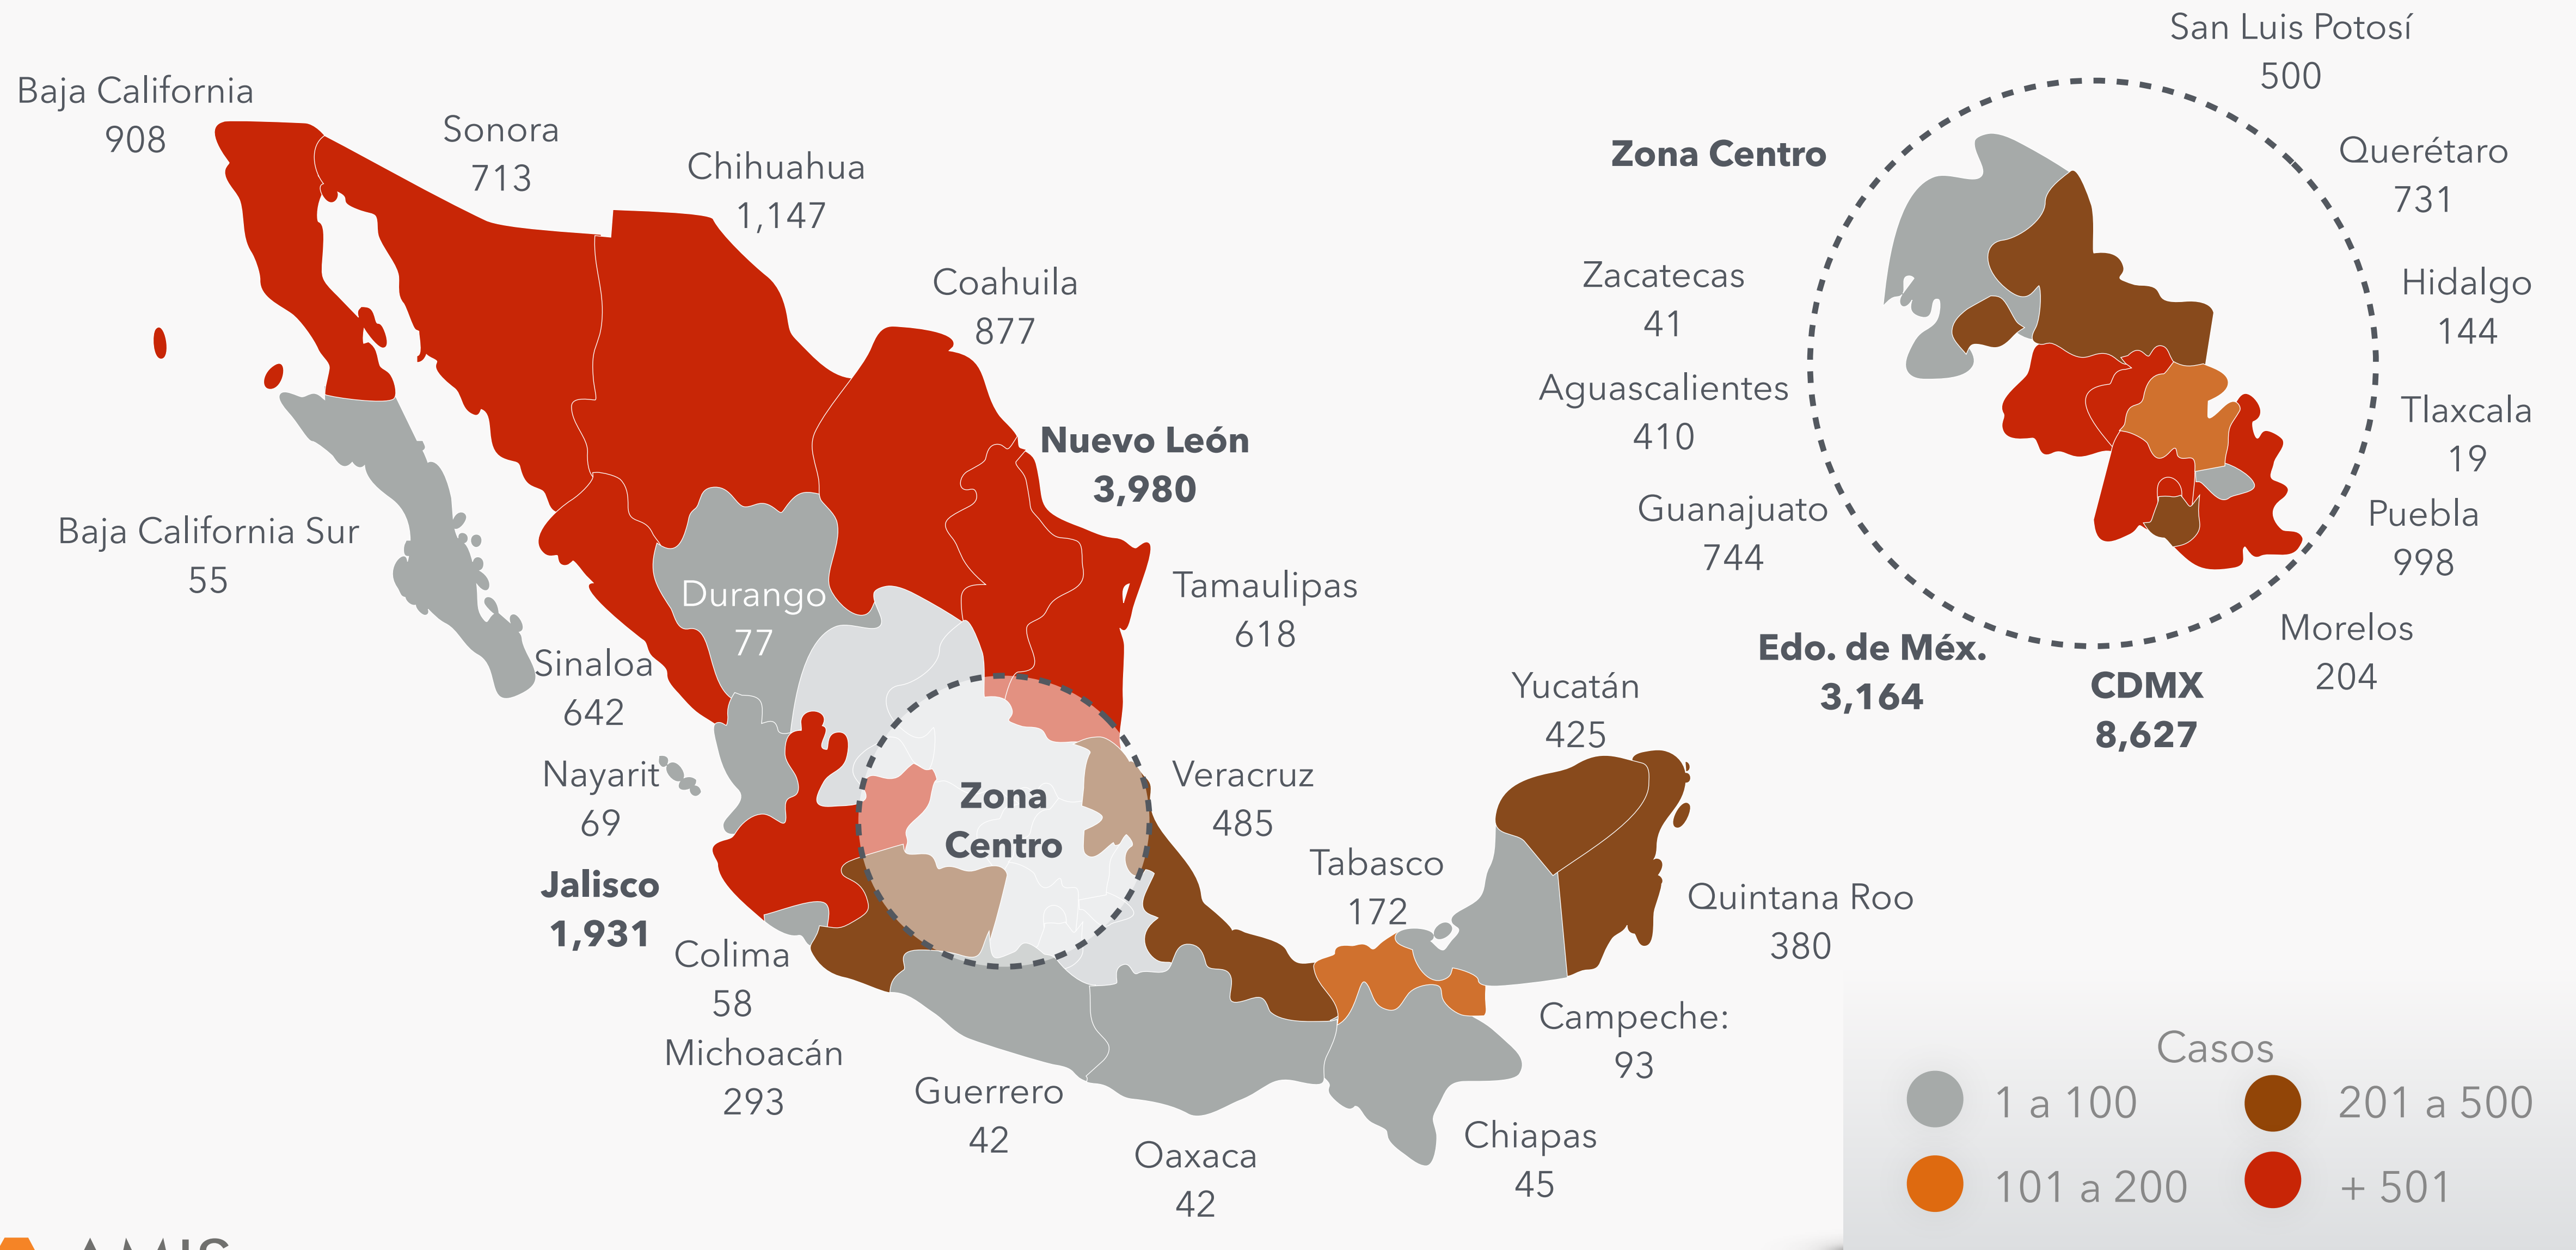 San Luis Potosí
500
Baja California
908
Sonora
713
Chihuahua
1,147
Zona Centro
Querétaro
731
Coahuila
877
Zacatecas
41
Hidalgo
144
Aguascalientes
410
Tlaxcala
19
Nuevo León
3,980
Guanajuato
744
Puebla
998
Baja California Sur
55
Durango
77
Tamaulipas
618
Edo. de Méx.
3,164
CDMX
8,627
Morelos
204
Sinaloa
642
Yucatán
425
Nayarit
69
Zona
Centro
Veracruz
485
Jalisco
1,931
Tabasco
172
Quintana Roo
380
Colima
58
Michoacán
293
Campeche:
93
Guerrero
42
Oaxaca
42
Chiapas
45
Casos
1 a 100
201 a 500
101 a 200
+ 501
AMIS